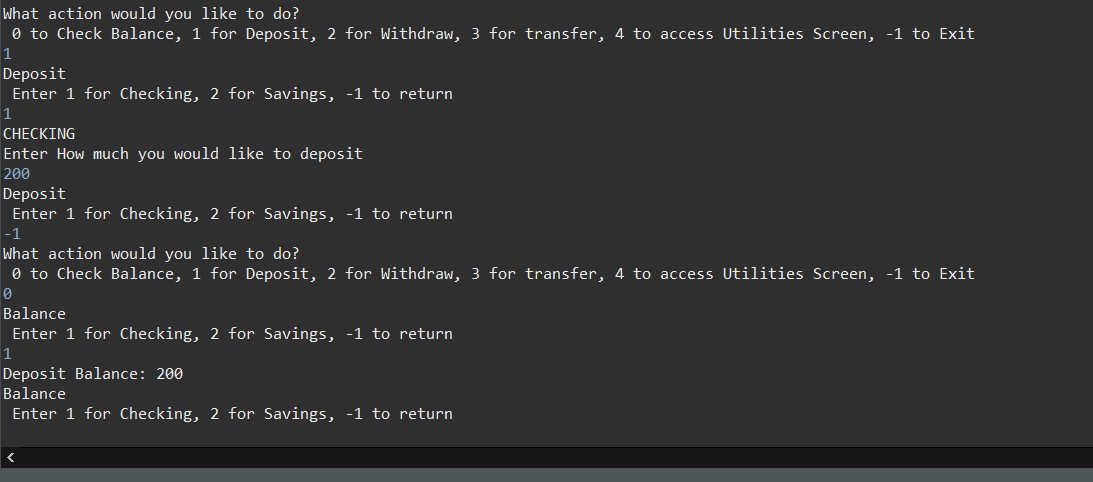 What action would you like to do?
 0 to Check Balance, 1 for Deposit, 2 for Withdraw, 3 for transfer, 4 to access Utilities Screen, -1 to Exit
1
Deposit
 Enter 1 for Checking, 2 for Savings, -1 to return
1
CHECKING
Enter How much you would like to deposit
200
Deposit
 Enter 1 for Checking, 2 for Savings, -1 to return
-1
What action would you like to do?
 0 to Check Balance, 1 for Deposit, 2 for Withdraw, 3 for transfer, 4 to access Utilities Screen, -1 to Exit
0
Balance
 Enter 1 for Checking, 2 for Savings, -1 to return
1
Deposit Balance: 200
Balance
 Enter 1 for Checking, 2 for Savings, -1 to return